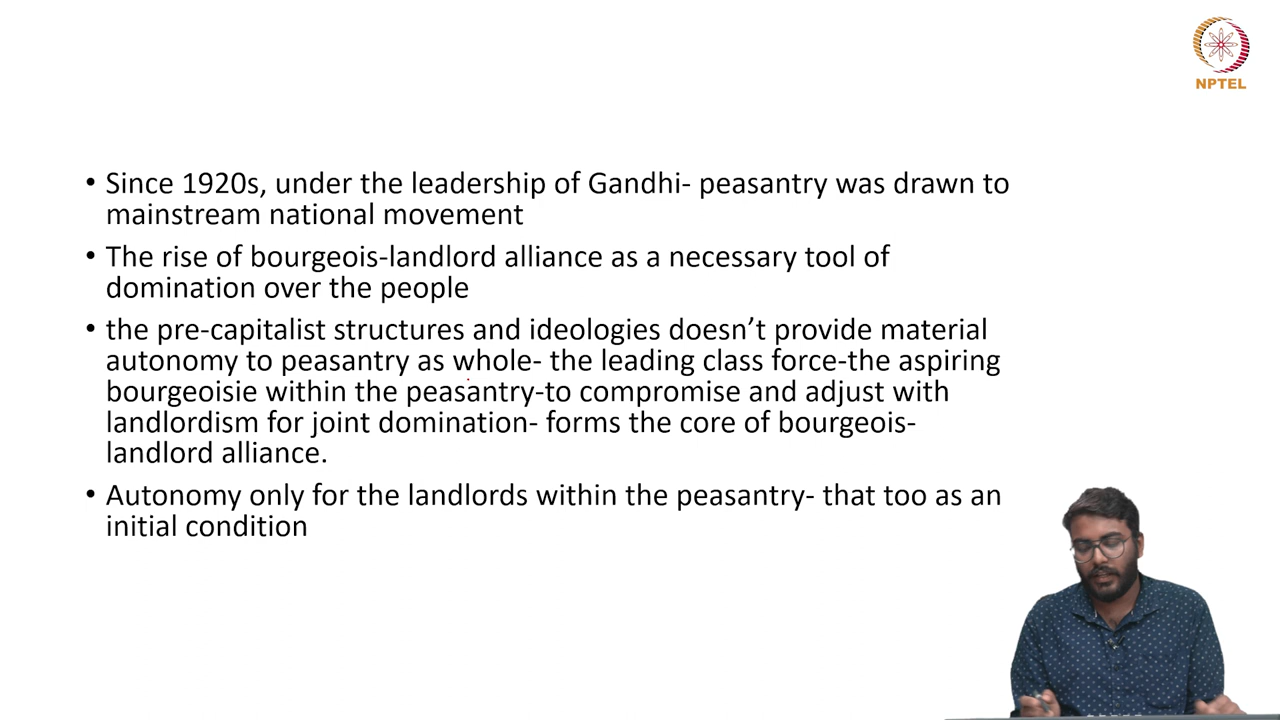 NPTEL
• Since 1920s, under the leadership of Gandhi- peasantry was drawn to
mainstream national movement
• The rise of bourgeois-landlord alliance as a necessary tool of
domination over the people
• the pre-capitalist structures and ideologies doesn’t provide material
autonomy to peasantry as whole- the leading class force-the aspiring
bourgeoisie within the peasantry-to compromise and adjust with
landlordism for joint domination- forms the core of bourgeois-
landlord alliance.
• Autonomy only for the landlords within the peasantry- that too as an
initial condition